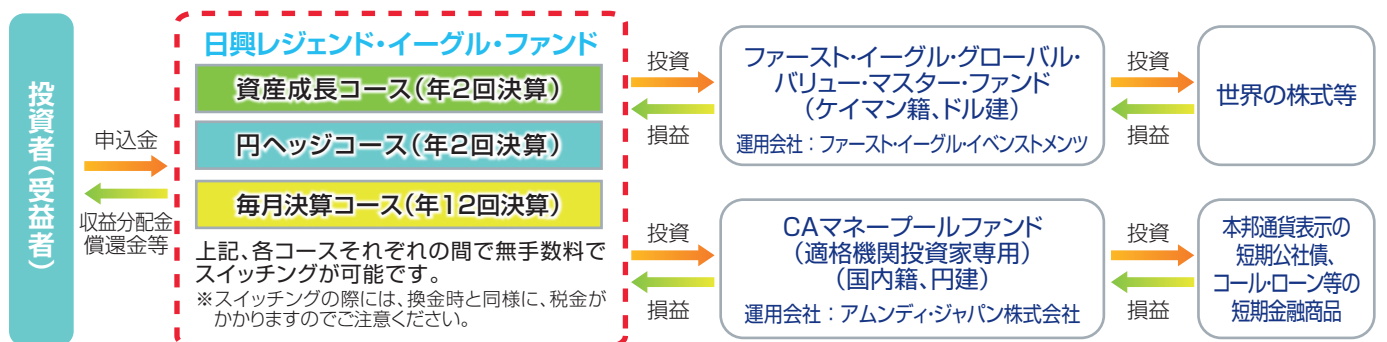 投資者(受益者)
申込金
収益分配金
償還金等
日興レジェンド・イーグル・ファンド
資産成長コース(年2回決算)
円ヘッジコース(年2回決算)
毎月決算コース(年12回決算)
上記、各コースそれぞれの間で無手数料で
スイッチングが可能です。
※スイッチングの際には、換金時と同様に、税金が
かかりますのでご注意ください。
投資
損益
ファースト・イーグル・グローバル・
バリュー・マスター・ファンド
(ケイマン籍、ドル建)
運用会社:ファースト・イーグル・インベストメンツ
投資
損益
世界の株式等
投資
損益
CAマネープールファンド
(適格機関投資家専用)
(国内籍、円建)
運用会社:アムンディ・ジャパン株式会社
投資
損益
本邦通貨表示の
短期公社債、
コール・ローン等の
短期金融商品